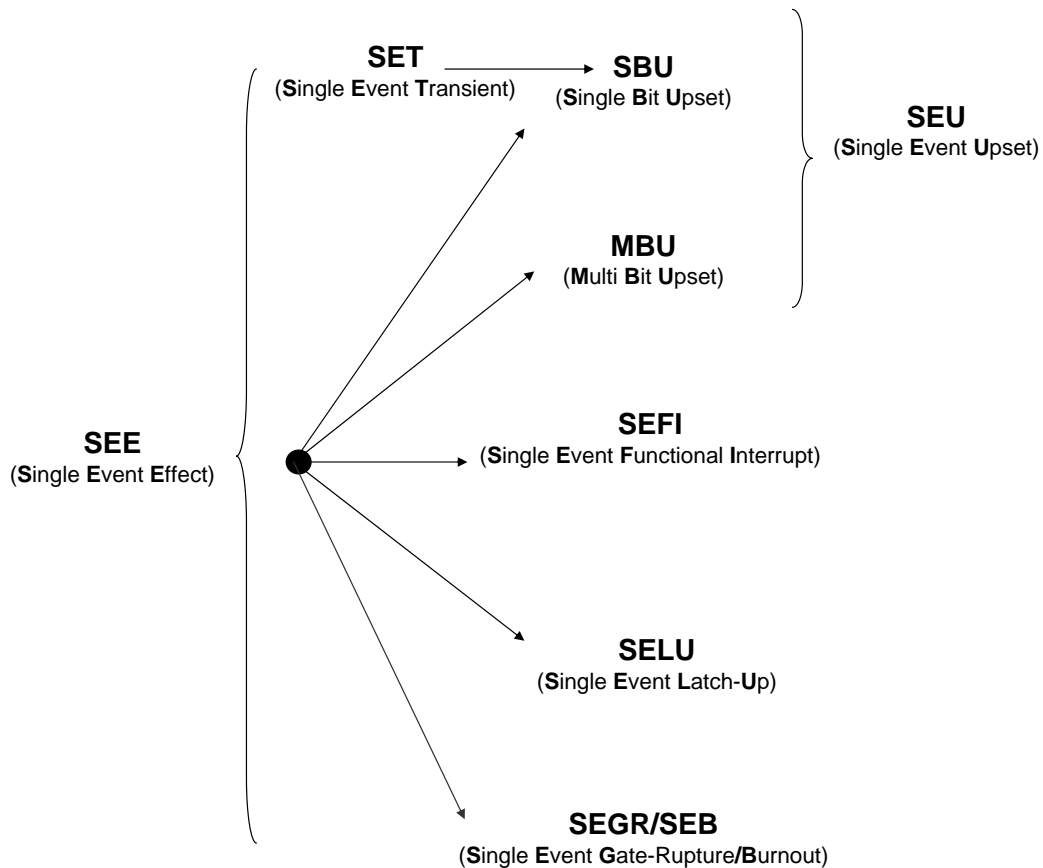 SET
(Single Event Transient)
SBU
(Single Bit Upset)
SEU
(Single Event Upset)
MBU
(Multi Bit Upset)
SEE
(Single Event Effect)
SEFI
(Single Event Functional Interrupt)
SELU
(Single Event Latch-Up)
SEGR/SEB
(Single Event Gate-Rupture/Burnout)